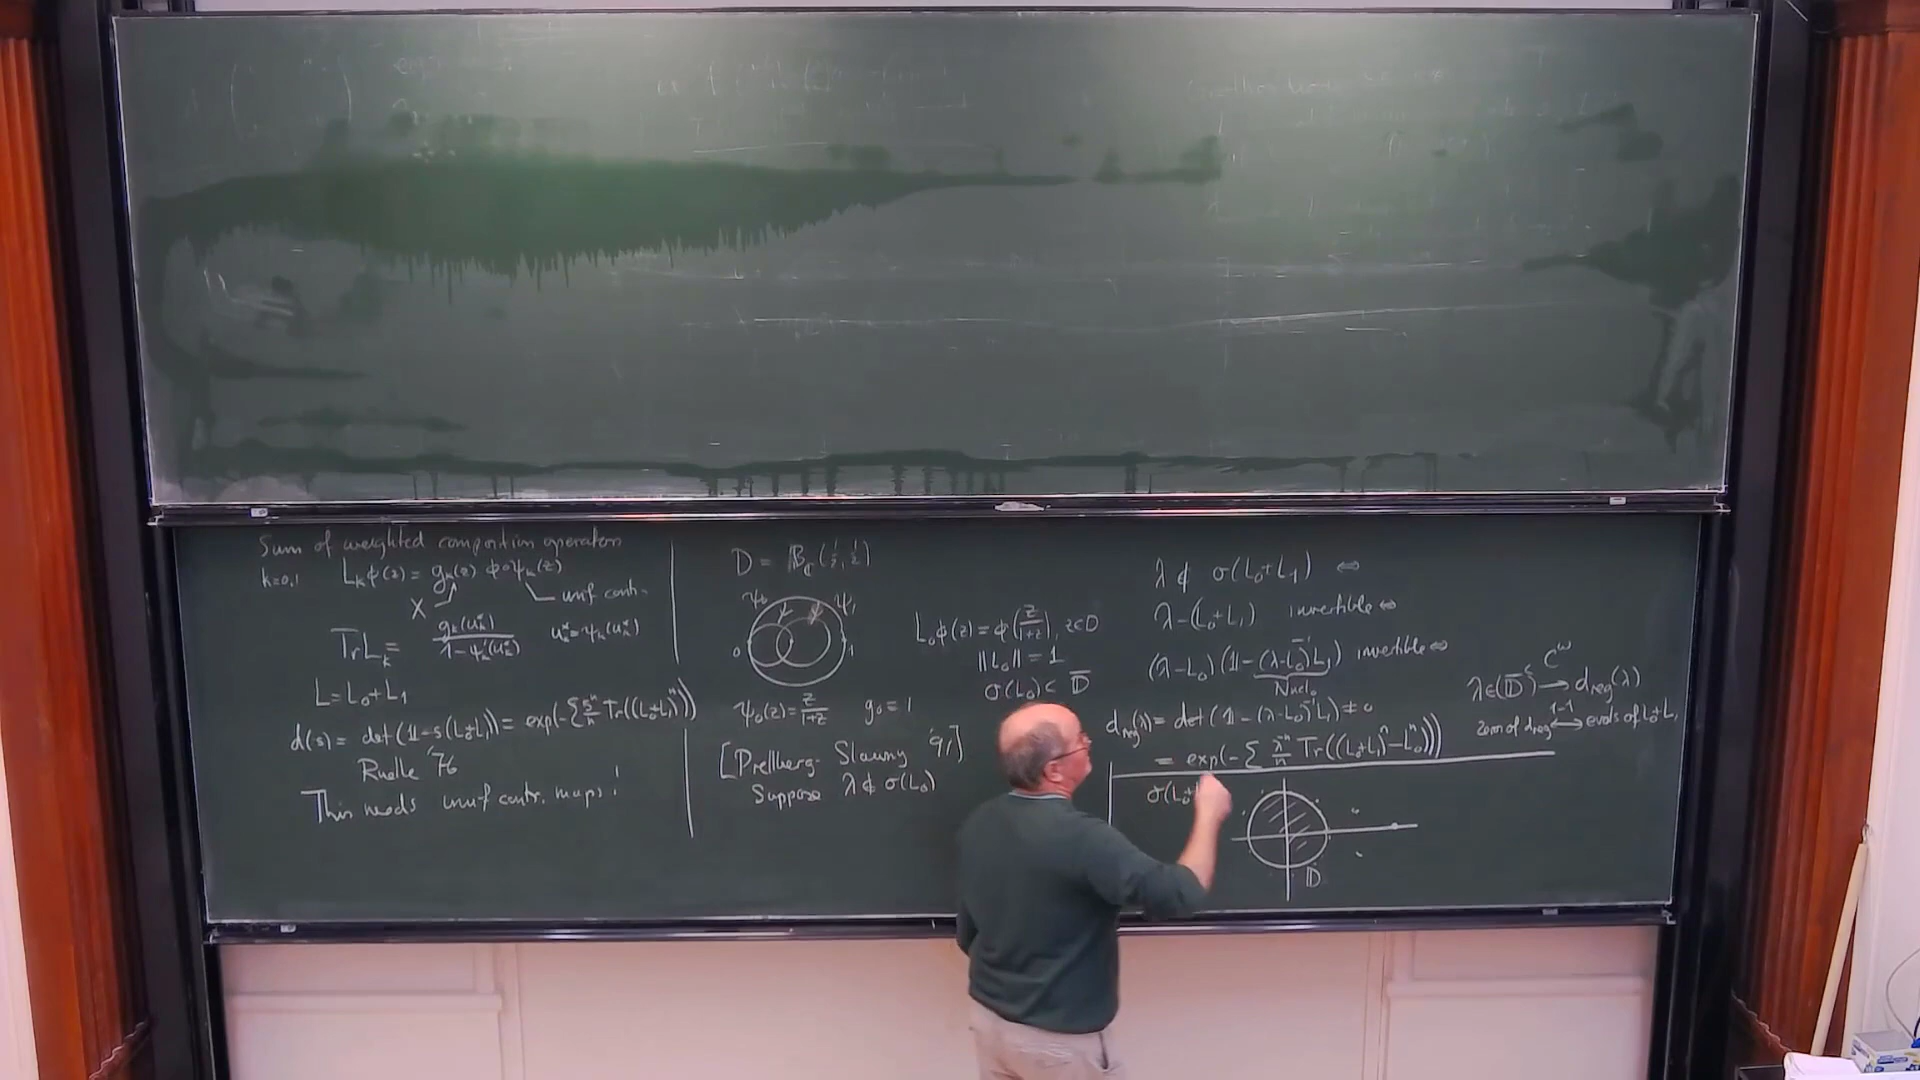 Sum of weighted composition operators
k=0,1 L_kϕ(z) = g_k(z) ϕ∘ψ_k(z)
X unif contr.
Tr L_k = g_k(u_k^*) / (1-ψ_k'(u_k^*)) u_k^* = ψ_k(u_k^*)
L = L_0+L_1
d(s) = det(𝟙-s(L_0+L_1)) = exp(-∑ s^n/n Tr((L_0+L_1)^n))
Ruelle '76
This needs unif contr. maps!
D = B_ℂ(1/2, 1/2)
ψ_0 ψ_1
0 1
ψ_0(z) = z/(1+z) g_0 = 1
[Prellberg - Slawny '91]
Suppose λ ∉ σ(L_0)
L_0ϕ(z) = ϕ(z/(1+z)), z∈D
‖L_0‖ = 1
σ(L_0) ⊂ D̅
λ ∉ σ(L_0+L_1) ⇔
λ-(L_0+L_1) invertible ⇔
(λ-L_0)(𝟙-(λ-L_0)^{-1}L_1) invertible ⇔
Nucl.
d_reg(λ) = det(𝟙-(λ-L_0)^{-1}L_1) ≠ 0
= exp(-∑ λ^{-n}/n Tr((L_0+L_1)^n - L_0^n))
λ∈(D̅)^c C^ω → d_reg(λ)
zeros of d_reg 1-1 ↔ evals of L_0+L_1
σ(L_0+
𝔻